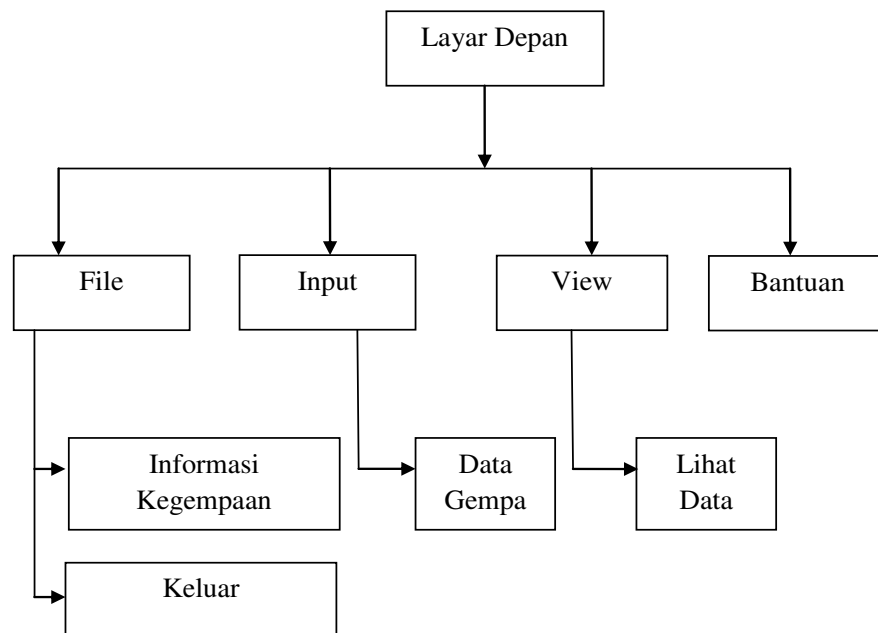 Layar Depan
File
Input
View
Bantuan
Informasi
Kegempaan
Data
Gempa
Lihat
Data
Keluar